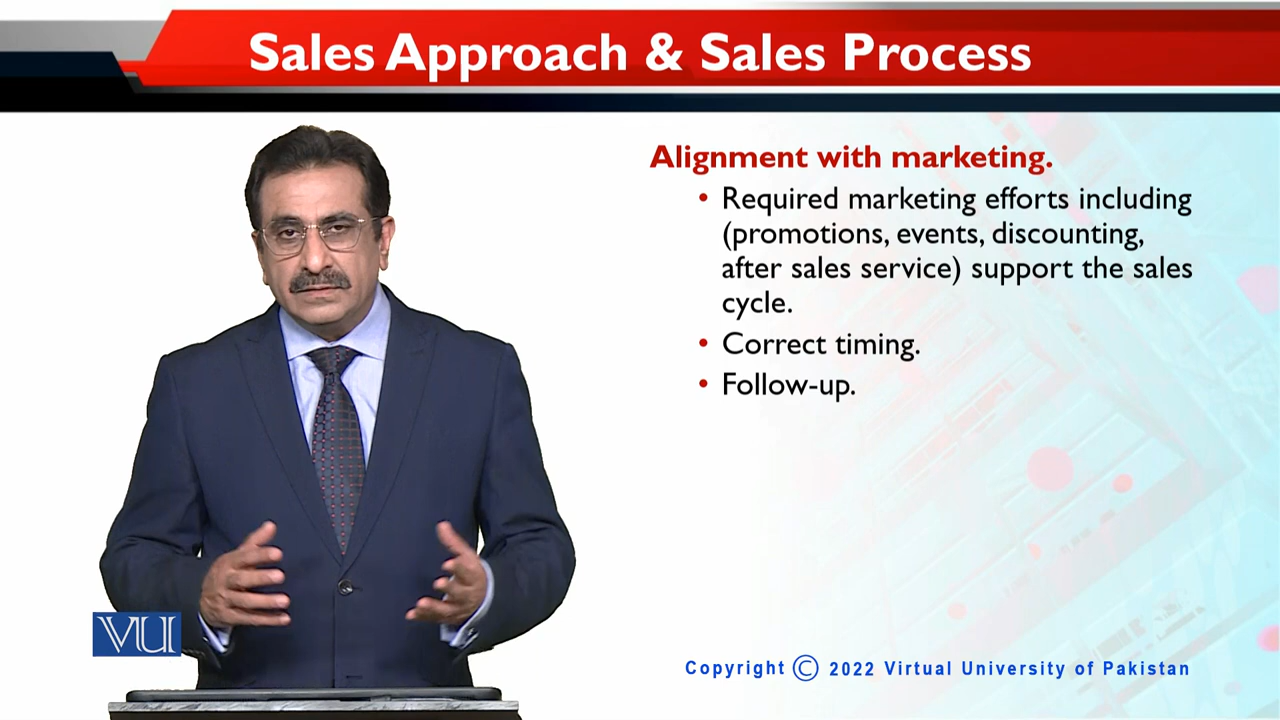 Sales Approach & Sales Process
Alignment with marketing.
• Required marketing efforts including
(promotions, events, discounting,
after sales service) support the sales
cycle.
• Correct timing.
• Follow-up.
VU
Copyright © 2022 Virtual University of Pakistan